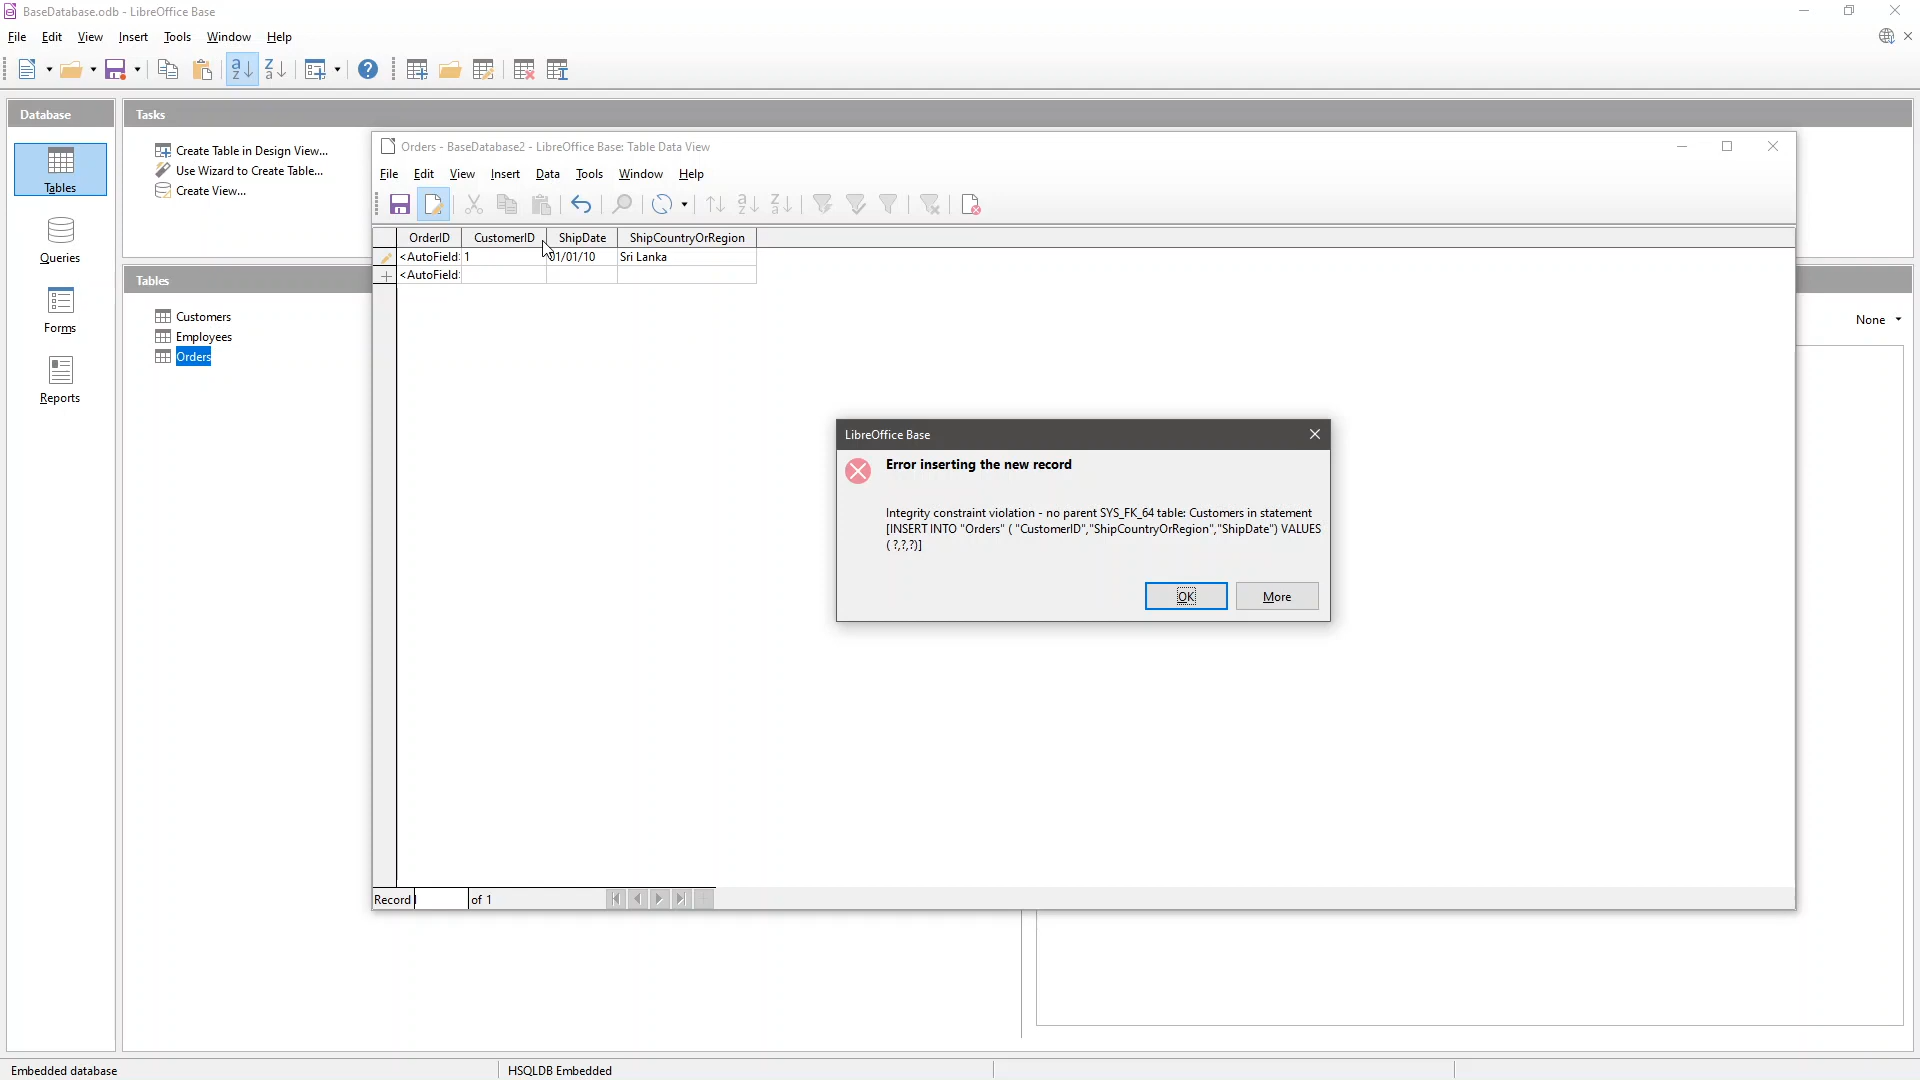 BaseDatabase.odb - LibreOffice Base
File Edit View Insert Tools Window Help
Database
Tables
Queries
Forms
Reports
Tasks
Create Table in Design View...
Use Wizard to Create Table...
Create View...
Tables
Customers
Employees
Orders
None
Orders - BaseDatabase2 - LibreOffice Base: Table Data View
File Edit View Insert Data Tools Window Help
OrderID CustomerID ShipDate ShipCountryOrRegion
<AutoField> 1 01/01/10 Sri Lanka
<AutoField>
LibreOffice Base
Error inserting the new record
Integrity constraint violation - no parent SYS_FK_64 table: Customers in statement
[INSERT INTO "Orders" ( "CustomerID","ShipCountryOrRegion","ShipDate") VALUES
( ?,?,?)]
OK More
Record 1 of 1
Embedded database HSQLDB Embedded